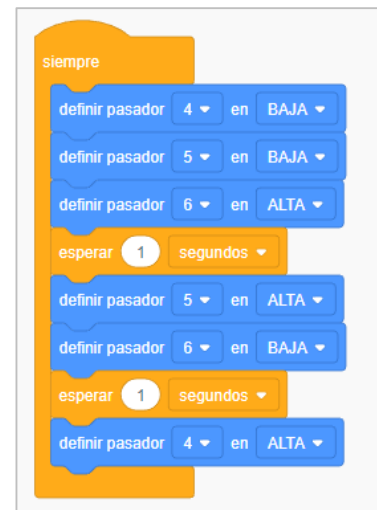 siempre
definir pasador 4 en BAJA
definir pasador 5 en BAJA
definir pasador 6 en ALTA
esperar 1 segundos
definir pasador 5 en ALTA
definir pasador 6 en BAJA
esperar 1 segundos
definir pasador 4 en ALTA